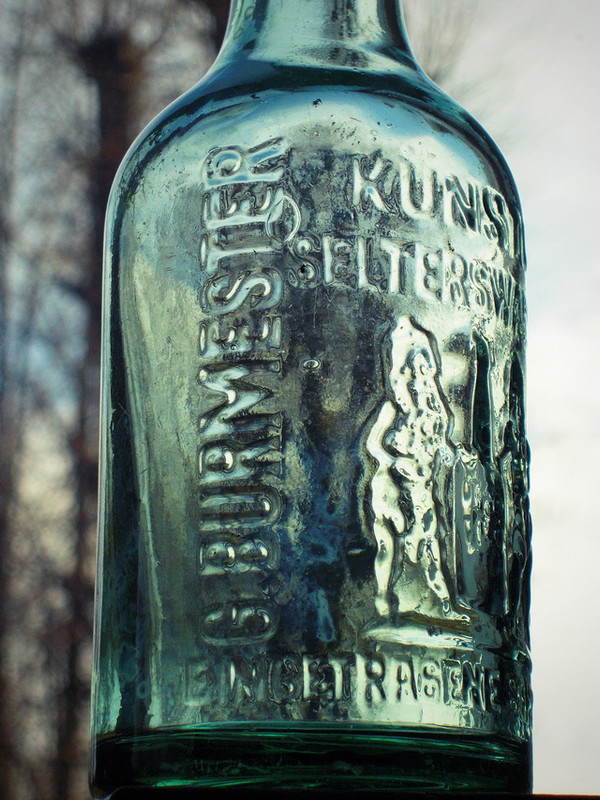 G. BURMESTER
KUNST
SELTERSWA
EINGETRAGENE